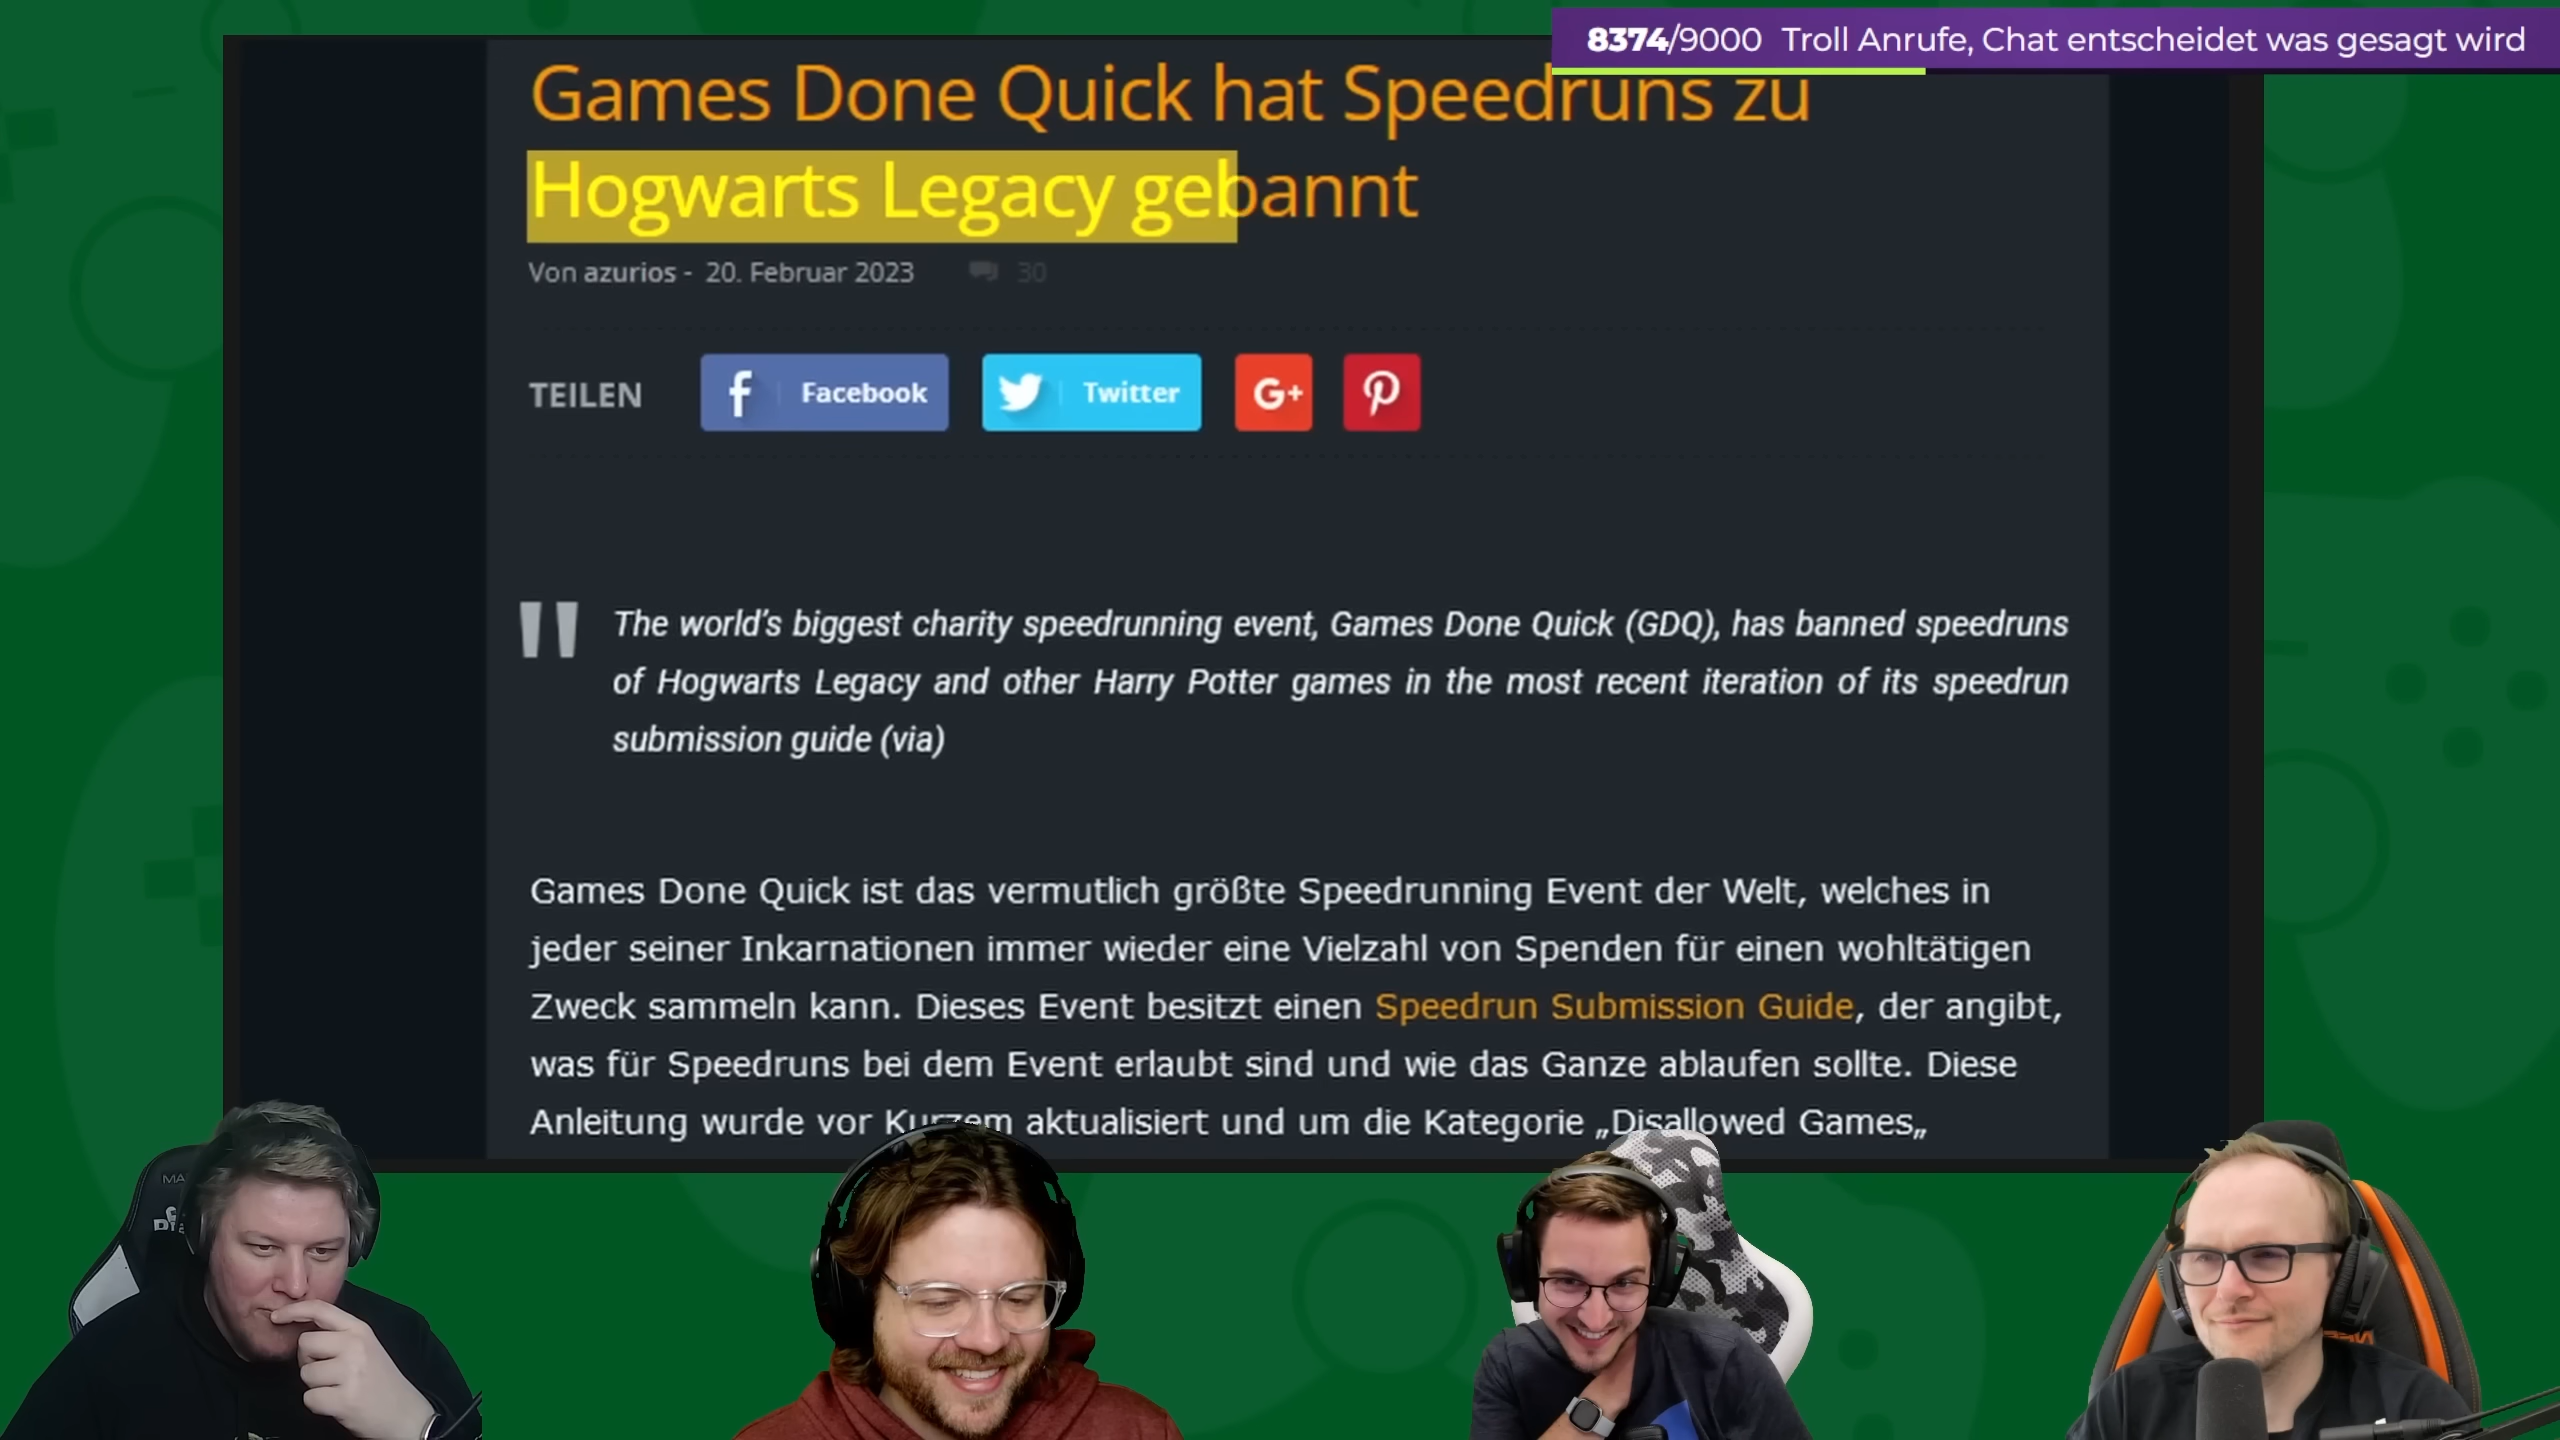 8374/9000 Troll Anrufe, Chat entscheidet was gesagt wird
Games Done Quick hat Speedruns zu
Hogwarts Legacy gebannt
Von azurios - 20. Februar 2023 30
TEILEN Facebook Twitter G+
" The world's biggest charity speedrunning event, Games Done Quick (GDQ), has banned speedruns
of Hogwarts Legacy and other Harry Potter games in the most recent iteration of its speedrun
submission guide (via)
Games Done Quick ist das vermutlich größte Speedrunning Event der Welt, welches in
jeder seiner Inkarnationen immer wieder eine Vielzahl von Spenden für einen wohltätigen
Zweck sammeln kann. Dieses Event besitzt einen Speedrun Submission Guide, der angibt,
was für Speedruns bei dem Event erlaubt sind und wie das Ganze ablaufen sollte. Diese
Anleitung wurde vor Kurzem aktualisiert und um die Kategorie „Disallowed Games„